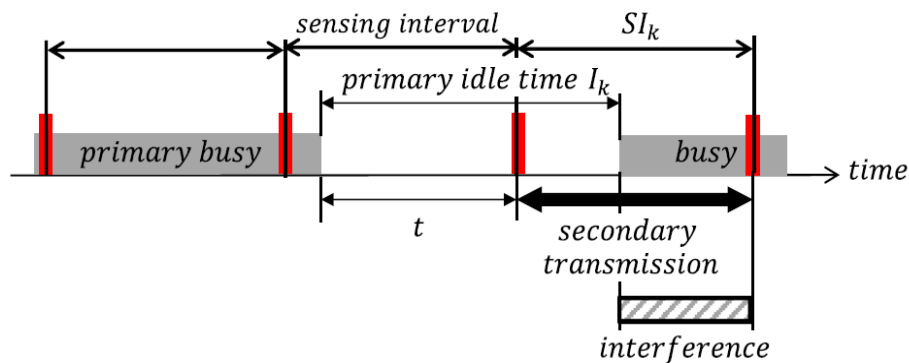 sensing interval
SI_k
primary idle time I_k
primary busy
busy
time
t
secondary
transmission
interference